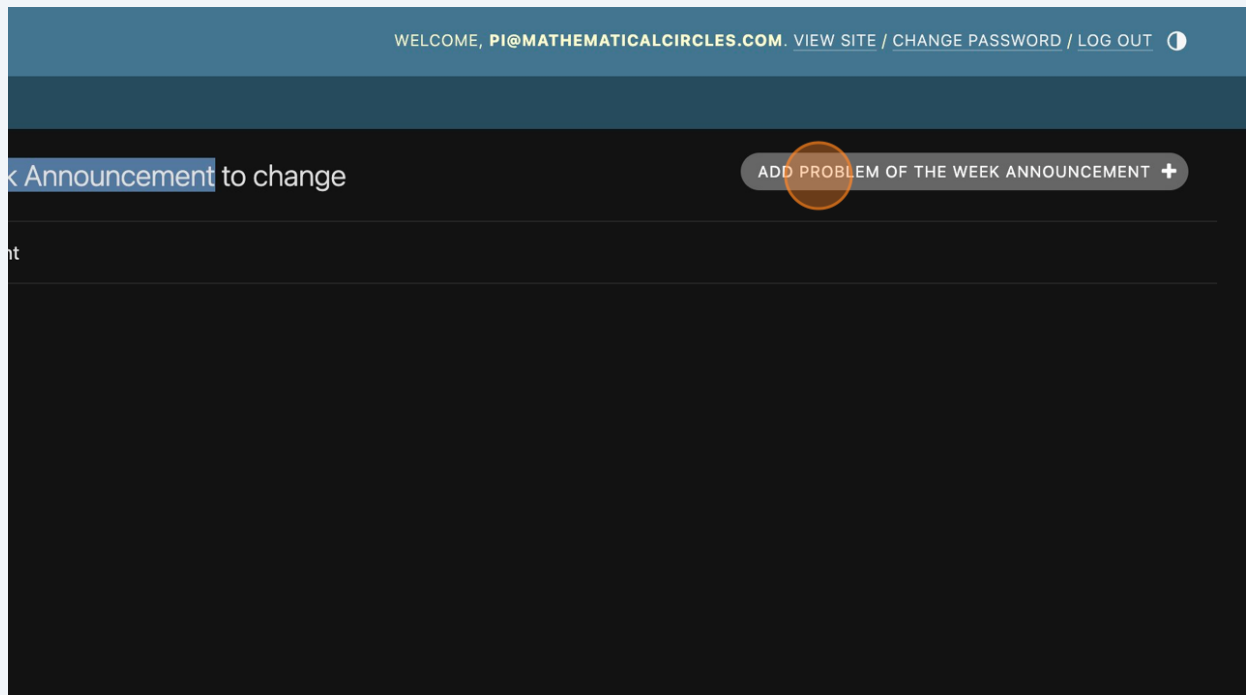 WELCOME, PI@MATHEMATICALCIRCLES.COM. VIEW SITE / CHANGE PASSWORD / LOG OUT
k Announcement to change
ADD PROBLEM OF THE WEEK ANNOUNCEMENT +
nt